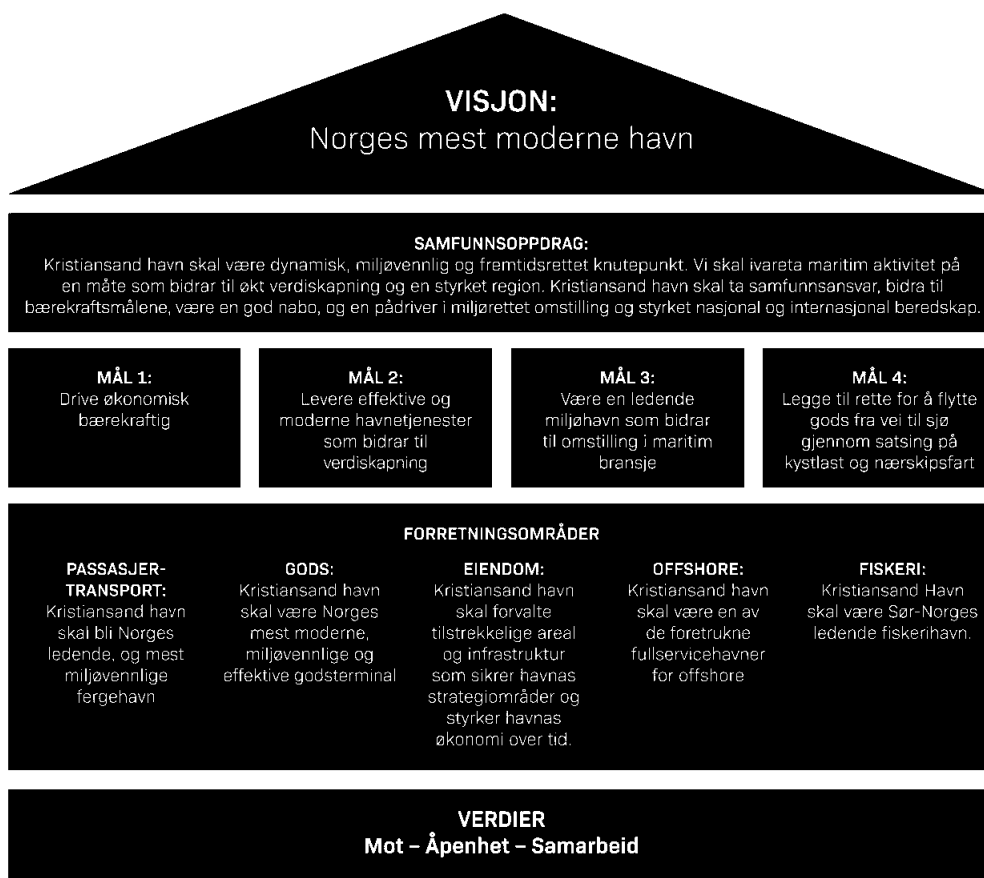 VISJON:
Norges mest moderne havn
SAMFUNNSOPPDRAG:
Kristiansand havn skal være dynamisk, miljøvennlig og fremtidsrettet knutepunkt. Vi skal ivareta maritim aktivitet på
en måte som bidrar til økt verdiskapning og en styrket region. Kristiansand havn skal ta samfunnsansvar, bidra til
bærekraftsmålene, være en god nabo, og en pådriver i miljørettet omstilling og styrket nasjonal og internasjonal beredskap.
MÅL 1:
Drive økonomisk
bærekraftig
MÅL 2:
Levere effektive og
moderne havnetjenester
som bidrar til
verdiskapning
MÅL 3:
Være en ledende
miljøhavn som bidrar
til omstilling i maritim
bransje
MÅL 4:
Legge til rette for å flytte
gods fra vei til sjø
gjennom satsing på
kystlast og nærskipsfart
FORRETNINGSOMRÅDER
PASSASJER-
TRANSPORT:
Kristiansand havn
skal bli Norges
ledende, og mest
miljøvennlige
fergehavn
GODS:
Kristiansand havn
skal være Norges
mest moderne,
miljøvennlige og
effektive godsterminal
EIENDOM:
Kristiansand havn
skal forvalte
tilstrekkelige areal
og infrastruktur
som sikrer havnas
strategiområder og
styrker havnas
økonomi over tid.
OFFSHORE:
Kristiansand havn
skal være en av
de foretrukne
fullservicehavner
for offshore
FISKERI:
Kristiansand Havn
skal være Sør-Norges
ledende fiskerihavn.
VERDIER
Mot – Åpenhet – Samarbeid